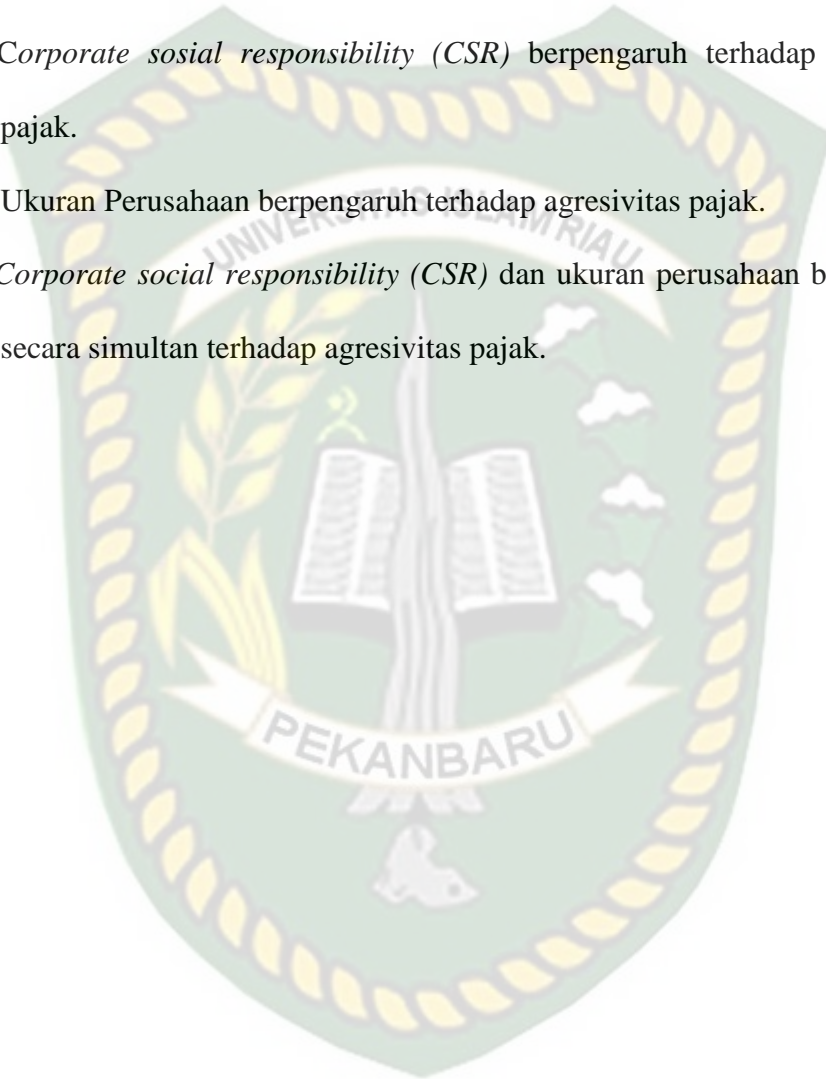 Corporate sosial responsibility (CSR) berpengaruh terhadap
pajak.
Ukuran Perusahaan berpengaruh terhadap agresivitas pajak.
Corporate social responsibility (CSR) dan ukuran perusahaan b
secara simultan terhadap agresivitas pajak.
UNIVERSITAS ISLAM RIAU
PEKANBARU